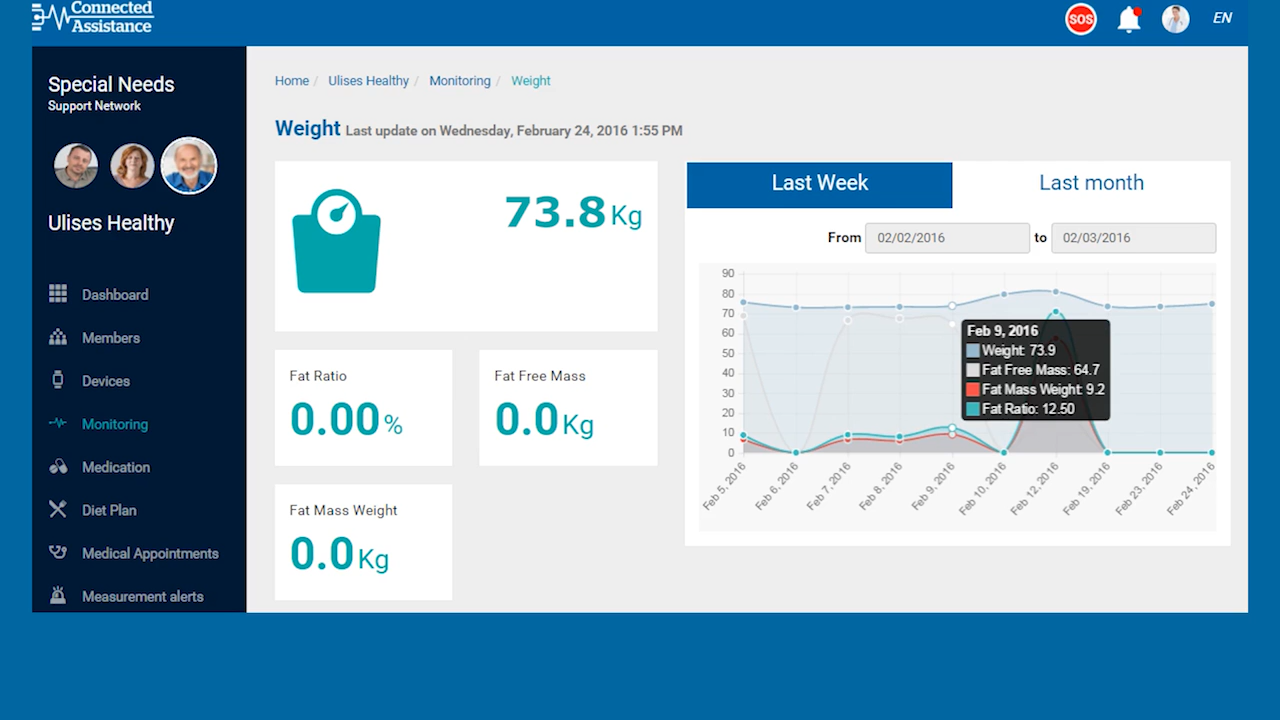 Connected
Assistance
SOS
EN
Special Needs
Support Network
Ulises Healthy
Dashboard
Members
Devices
Monitoring
Medication
Diet Plan
Medical Appointments
Measurement alerts
Home / Ulises Healthy / Monitoring / Weight
Weight Last update on Wednesday, February 24, 2016 1:55 PM
73.8 Kg
Fat Ratio
0.00 %
Fat Free Mass
0.0 Kg
Fat Mass Weight
0.0 Kg
Last Week
Last month
From 02/02/2016 to 02/03/2016
90
80
70
60
50
40
30
20
10
0
Feb 9, 2016
Weight: 73.9
Fat Free Mass: 64.7
Fat Mass Weight: 9.2
Fat Ratio: 12.50
Feb 5, 2016
Feb 6, 2016
Feb 7, 2016
Feb 8, 2016
Feb 9, 2016
Feb 10, 2016
Feb 12, 2016
Feb 19, 2016
Feb 23, 2016
Feb 24, 2016